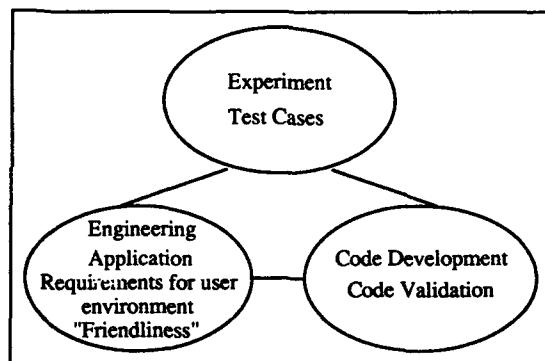 Experiment
Test Cases
Engineering
Application
Requirements for user
environment
"Friendliness"
Code Development
Code Validation